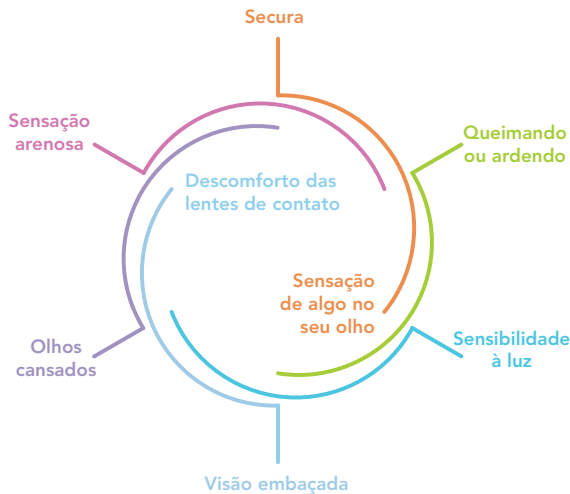 Secura
Sensação
arenosa
Queimando
ou ardendo
Descomforto das
lentes de contato
Sensação
de algo no
seu olho
Olhos
cansados
Sensibilidade
à luz
Visão embaçada